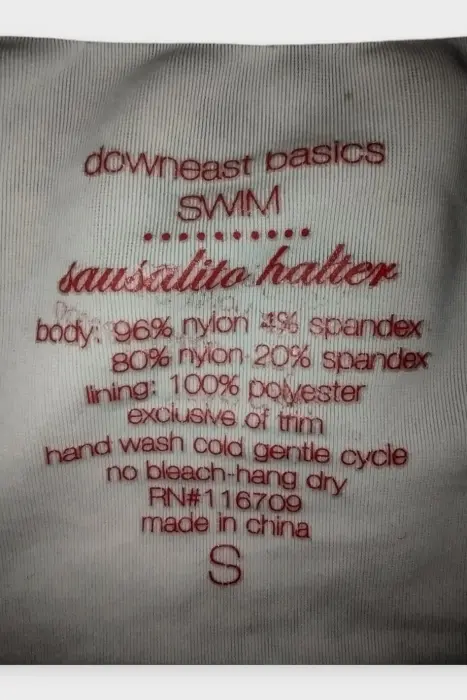 downeast basics
SWIM
sausalito halter
body: 96% nylon 4% spandex
80% nylon 20% spandex
lining: 100% polyester
exclusive of trim
hand wash cold gentle cycle
no bleach-hang dry
RN#116709
made in china
S